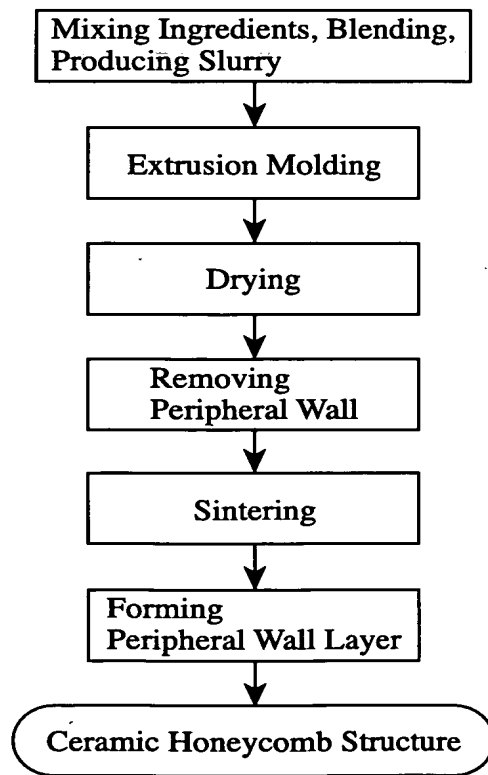 Mixing Ingredients, Blending,
Producing Slurry
Extrusion Molding
Drying
Removing
Peripheral Wall
Sintering
Forming
Peripheral Wall Layer
Ceramic Honeycomb Structure